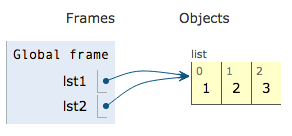 Frames Objects
Global frame
list
lst1
0 1 2
1 2 3
lst2